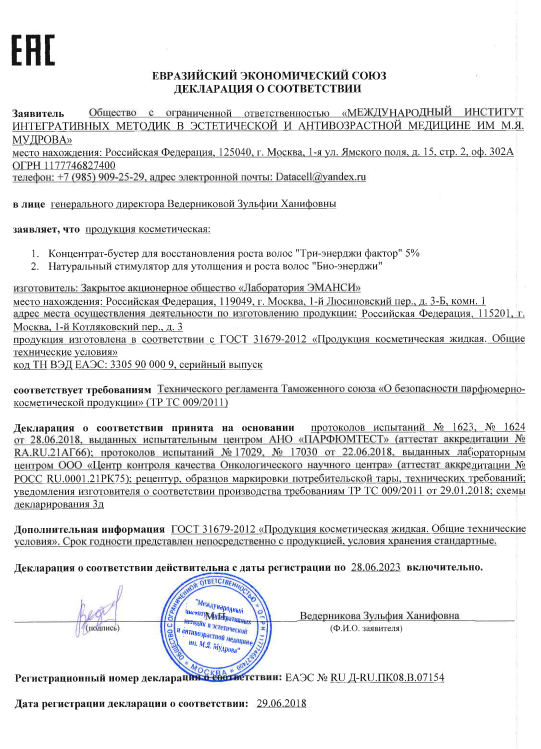 EAC
ЕВРАЗИЙСКИЙ ЭКОНОМИЧЕСКИЙ СОЮЗ
ДЕКЛАРАЦИЯ О СООТВЕТСТВИИ
Заявитель Общество с ограниченной ответственностью «МЕЖДУНАРОДНЫЙ ИНСТИТУТ
ИНТЕГРАТИВНЫХ МЕТОДИК В ЭСТЕТИЧЕСКОЙ И АНТИВОЗРАСТНОЙ МЕДИЦИНЕ ИМ М.Я.
МУДРОВА»
место нахождения: Российская Федерация, 125040, г. Москва, 1-я ул. Ямского поля, д. 15, стр. 2, оф. 302А
ОГРН 1177746827400
телефон: +7 (985) 909-25-29, адрес электронной почты: Datacell@yandex.ru
в лице генерального директора Ведерниковой Зульфии Ханифовны
заявляет, что продукция косметическая:
1. Концентрат-бустер для восстановления роста волос "Три-энерджи фактор" 5%
2. Натуральный стимулятор для утолщения и роста волос "Био-энерджи"
изготовитель: Закрытое акционерное общество «Лаборатория ЭМАНСИ»
место нахождения: Российская Федерация, 119049, г. Москва, 1-й Люсиновский пер., д. 3-Б, комн. 1
адрес места осуществления деятельности по изготовлению продукции: Российская Федерация, 115201, г.
Москва, 1-й Котляковский пер., д. 3
продукция изготовлена в соответствии с ГОСТ 31679-2012 «Продукция косметическая жидкая. Общие
технические условия»
код ТН ВЭД ЕАЭС: 3305 90 000 9, серийный выпуск
соответствует требованиям Технического регламента Таможенного союза «О безопасности парфюмерно-
косметической продукции» (ТР ТС 009/2011)
Декларация о соответствии принята на основании протоколов испытаний № 1623, № 1624
от 28.06.2018, выданных испытательным центром АНО «ПАРФЮМТЕСТ» (аттестат аккредитации №
RA.RU.21АГ66); протоколов испытаний №17029, № 17030 от 22.06.2018, выданных лабораторным
центром ООО «Центр контроля качества Онкологического научного центра» (аттестат аккредитации №
РОСС RU.0001.21PK75); рецептур, образцов маркировки потребительской тары, технических требований;
уведомления изготовителя о соответствии производства требованиям ТР ТС 009/2011 от 29.01.2018; схемы
декларирования 3д
Дополнительная информация ГОСТ 31679-2012 «Продукция косметическая жидкая. Общие технические
условия». Срок годности представлен непосредственно с продукцией, условия хранения стандартные.
Декларация о соответствии действительна с даты регистрации по 28.06.2023 включительно.
(подпись)
М.П.
Ведерникова Зульфия Ханифовна
(Ф.И.О. заявителя)
ОБЩЕСТВО С ОГРАНИЧЕННОЙ ОТВЕТСТВЕННОСТЬЮ * ОГРН 1177746827400 * МОСКВА *
"Международный
институт интегративных
методик в эстетической
и антивозрастной медицине
им. М.Я. Мудрова"
Регистрационный номер декларации о соответствии: ЕАЭС № RU Д-RU.ПК08.В.07154
Дата регистрации декларации о соответствии: 29.06.2018